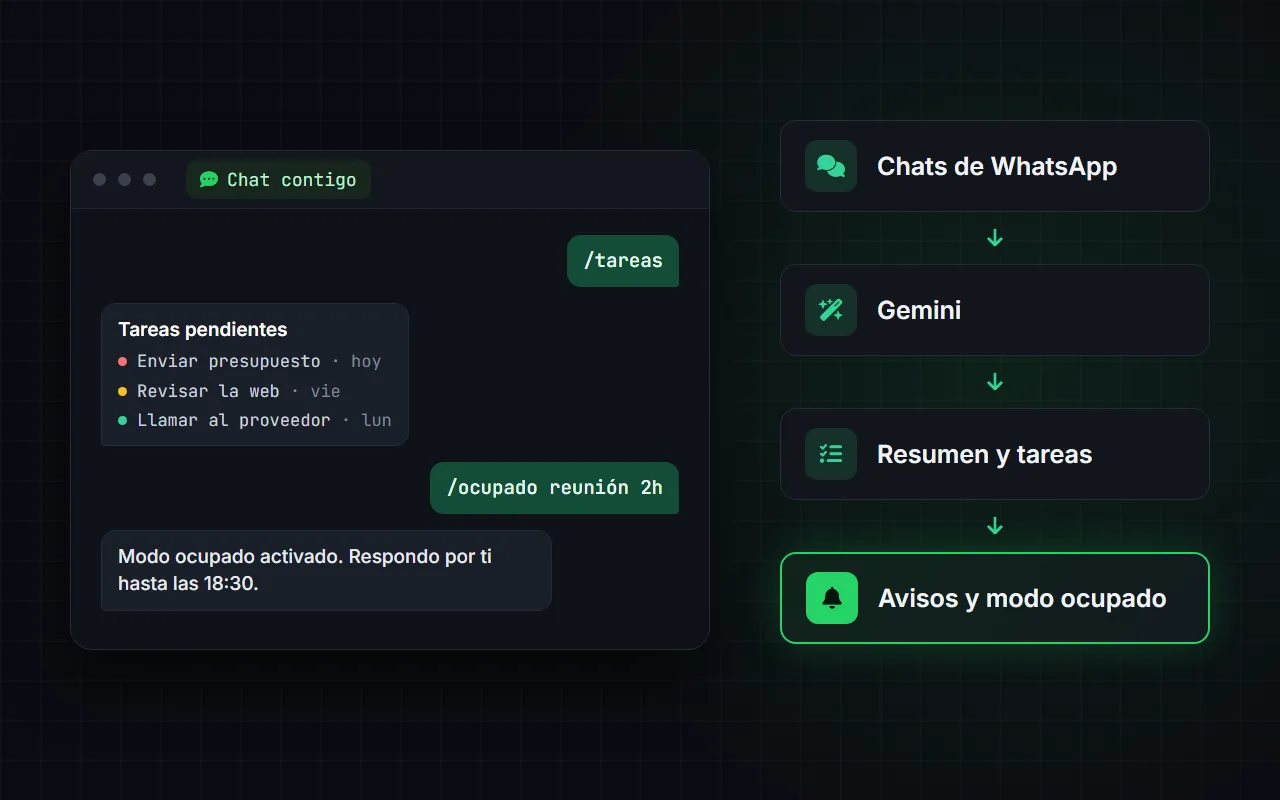 Chat contigo
/tareas
Tareas pendientes
Enviar presupuesto · hoy
Revisar la web · vie
Llamar al proveedor · lun
/ocupado reunión 2h
Modo ocupado activado. Respondo por ti
hasta las 18:30.
Chats de WhatsApp
Gemini
Resumen y tareas
Avisos y modo ocupado